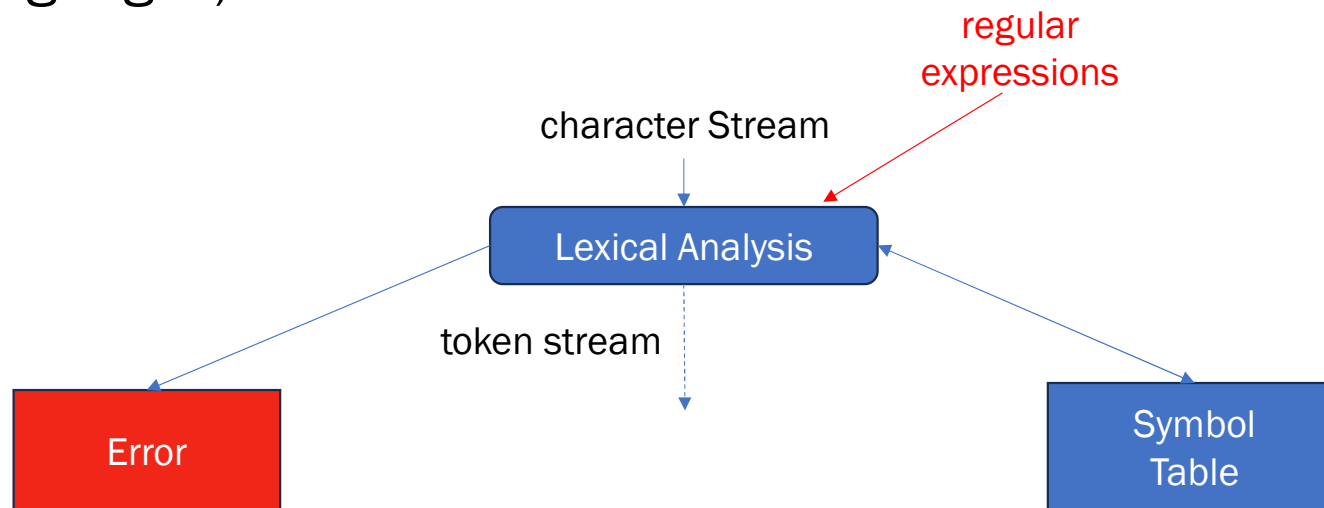 regular
expressions
character Stream
Lexical Analysis
token stream
Error
Symbol
Table